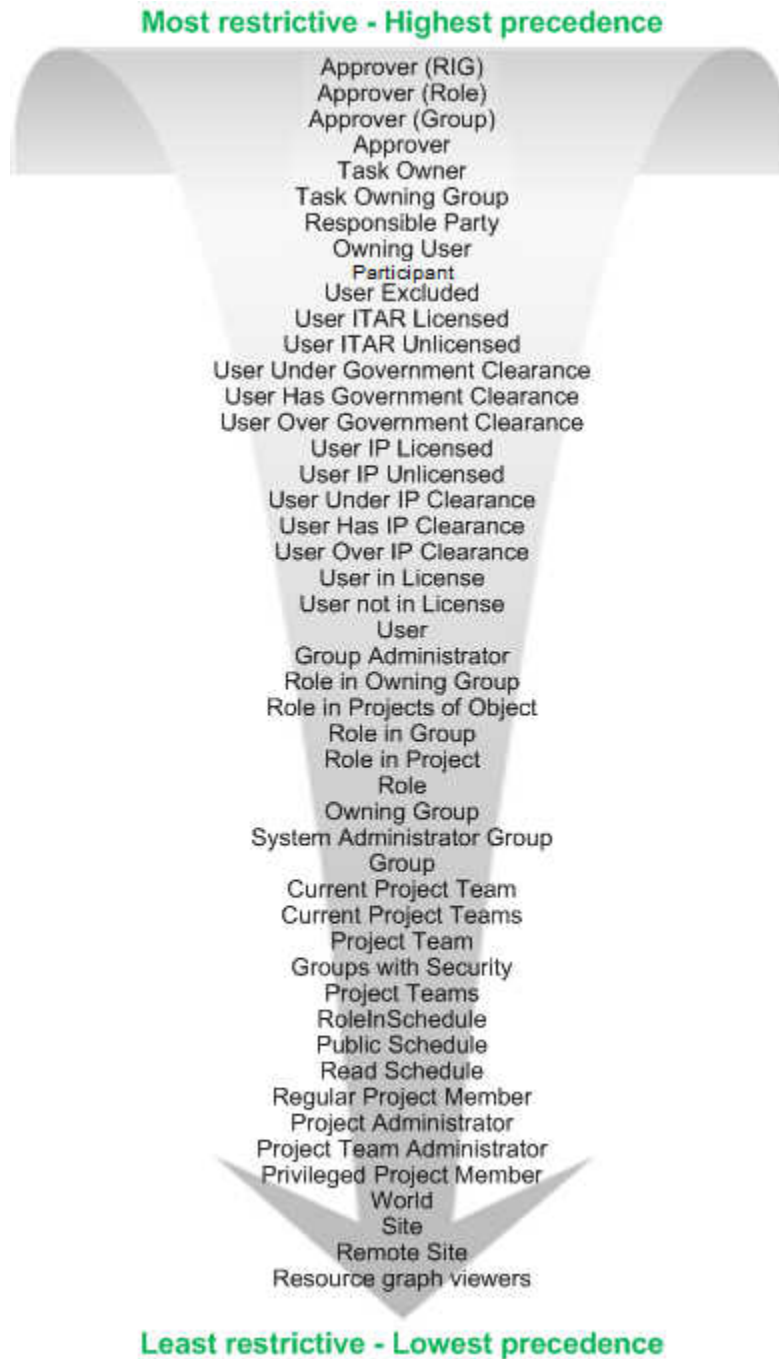 Most restrictive - Highest precedence
Approver (RIG)
Approver (Role)
Approver (Group)
Approver
Task Owner
Task Owning Group
Responsible Party
Owning User
Participant
User Excluded
User ITAR Licensed
User ITAR Unlicensed
User Under Government Clearance
User Has Government Clearance
User Over Government Clearance
User IP Licensed
User IP Unlicensed
User Under IP Clearance
User Has IP Clearance
User Over IP Clearance
User in License
User not in License
User
Group Administrator
Role in Owning Group
Role in Projects of Object
Role in Group
Role in Project
Role
Owning Group
System Administrator Group
Group
Current Project Team
Current Project Teams
Project Team
Groups with Security
Project Teams
RoleInSchedule
Public Schedule
Read Schedule
Regular Project Member
Project Administrator
Project Team Administrator
Privileged Project Member
World
Site
Remote Site
Resource graph viewers
Least restrictive - Lowest precedence